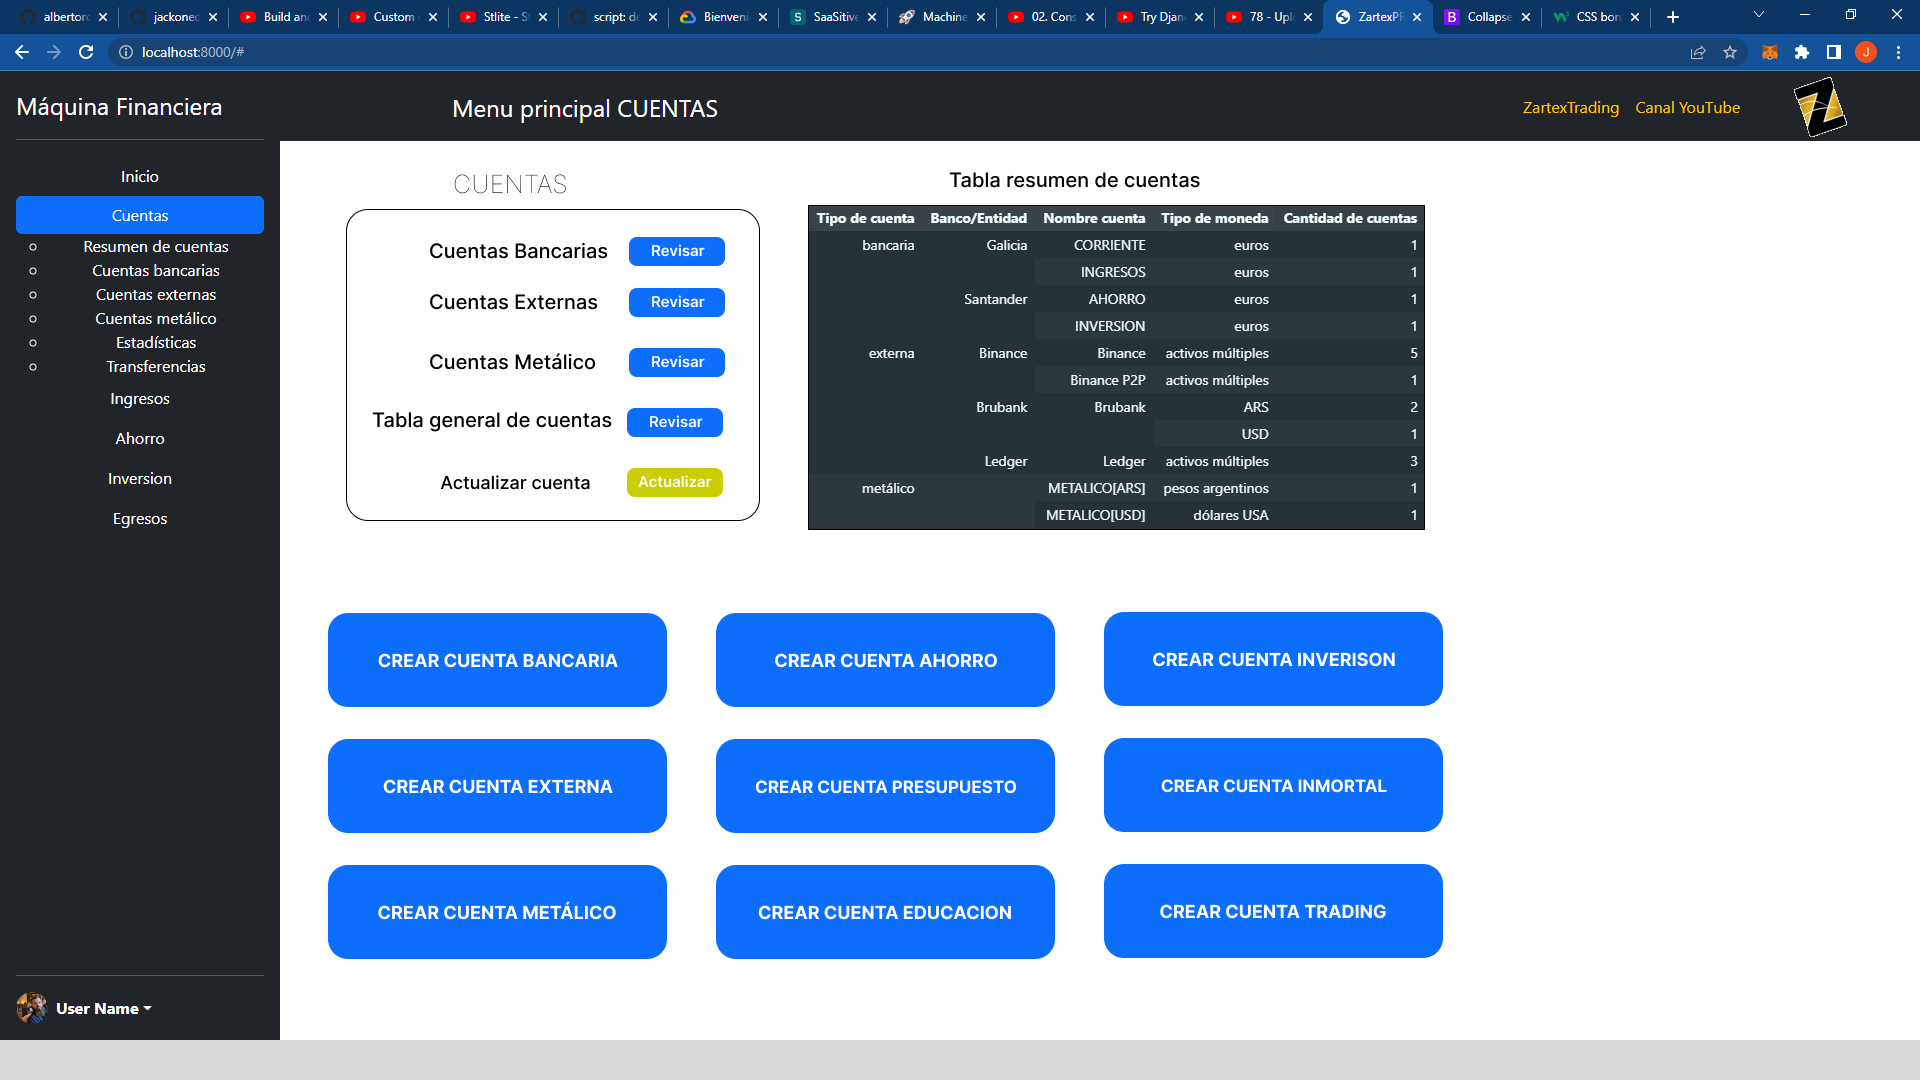 albertoro
jackoned
Build an
Custom
Stlite - S
script: de
Bienveni
SaaSitive
Machine
02. Cons
Try Djan
78 - Uplo
ZartexPR
Collapse
CSS bor
localhost:8000/#
J
Máquina Financiera
Menu principal CUENTAS
ZartexTrading Canal YouTube
Inicio
Cuentas
Resumen de cuentas
Cuentas bancarias
Cuentas externas
Cuentas metálico
Estadísticas
Transferencias
Ingresos
Ahorro
Inversion
Egresos
User Name
CUENTAS
Cuentas Bancarias Revisar
Cuentas Externas Revisar
Cuentas Metálico Revisar
Tabla general de cuentas Revisar
Actualizar cuenta Actualizar
Tabla resumen de cuentas
Tipo de cuenta Banco/Entidad Nombre cuenta Tipo de moneda Cantidad de cuentas
bancaria Galicia CORRIENTE euros 1
INGRESOS euros 1
Santander AHORRO euros 1
INVERSION euros 1
externa Binance Binance activos múltiples 5
Binance P2P activos múltiples 1
Brubank Brubank ARS 2
USD 1
Ledger Ledger activos múltiples 3
metálico METALICO[ARS] pesos argentinos 1
METALICO[USD] dólares USA 1
CREAR CUENTA BANCARIA CREAR CUENTA AHORRO CREAR CUENTA INVERISON
CREAR CUENTA EXTERNA CREAR CUENTA PRESUPUESTO CREAR CUENTA INMORTAL
CREAR CUENTA METÁLICO CREAR CUENTA EDUCACION CREAR CUENTA TRADING